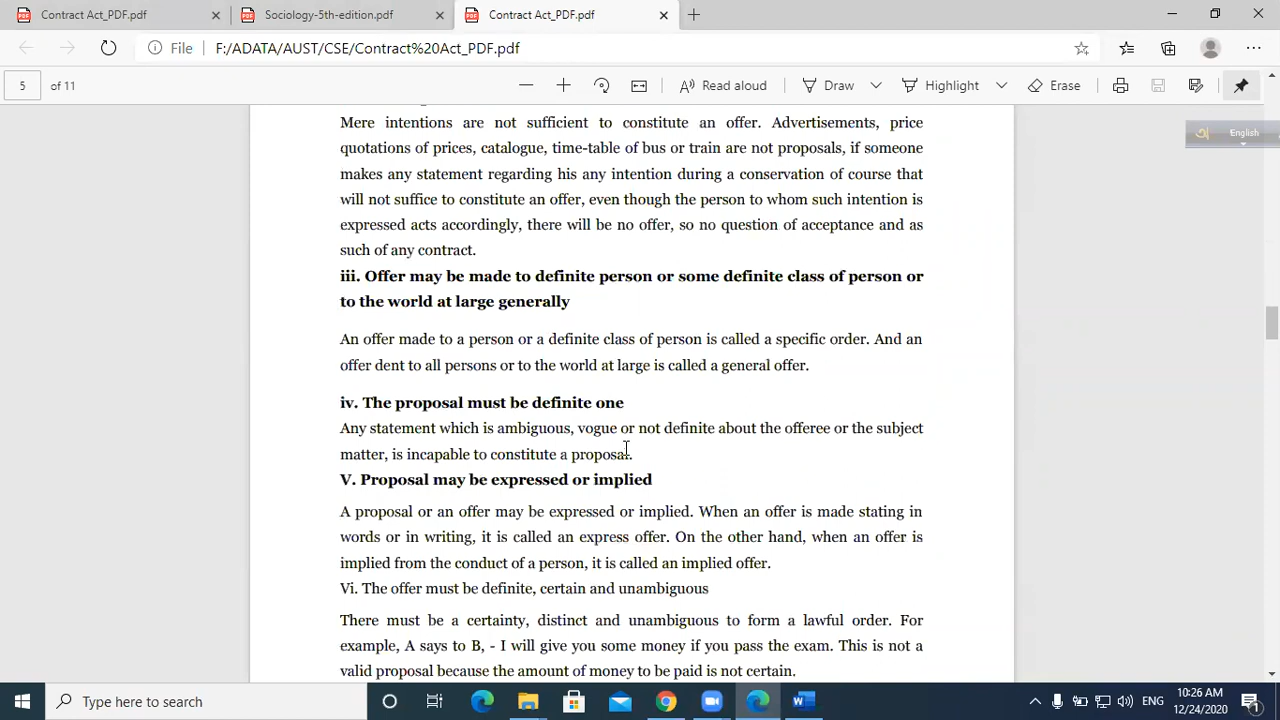 Contract Act_PDF.pdf
Sociology-5th-edition.pdf
Contract Act_PDF.pdf
File F:/ADATA/AUST/CSE/Contract%20Act_PDF.pdf
5 of 11 Read aloud Draw Highlight Erase
Mere intentions are not sufficient to constitute an offer. Advertisements, price
quotations of prices, catalogue, time-table of bus or train are not proposals, if someone
makes any statement regarding his any intention during a conservation of course that
will not suffice to constitute an offer, even though the person to whom such intention is
expressed acts accordingly, there will be no offer, so no question of acceptance and as
such of any contract.
iii. Offer may be made to definite person or some definite class of person or
to the world at large generally
An offer made to a person or a definite class of person is called a specific order. And an
offer dent to all persons or to the world at large is called a general offer.
iv. The proposal must be definite one
Any statement which is ambiguous, vogue or not definite about the offeree or the subject
matter, is incapable to constitute a proposal.
V. Proposal may be expressed or implied
A proposal or an offer may be expressed or implied. When an offer is made stating in
words or in writing, it is called an express offer. On the other hand, when an offer is
implied from the conduct of a person, it is called an implied offer.
Vi. The offer must be definite, certain and unambiguous
There must be a certainty, distinct and unambiguous to form a lawful order. For
example, A says to B, - I will give you some money if you pass the exam. This is not a
valid proposal because the amount of money to be paid is not certain.
English
Type here to search
ENG
10:26 AM
12/24/2020
1